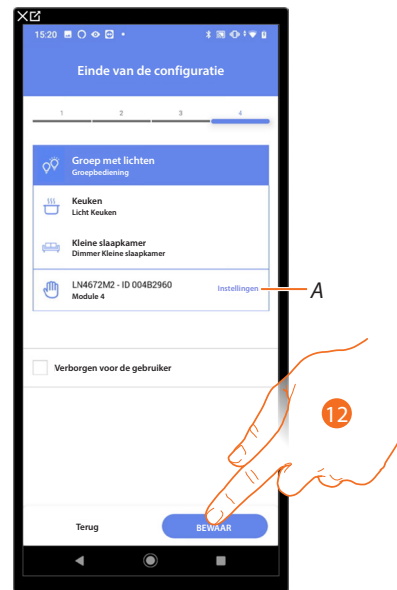 15:20
Einde van de configuratie
1 2 3 4
Groep met lichten
Groepbediening
Keuken
Licht Keuken
Kleine slaapkamer
Dimmer Kleine slaapkamer
LN4672M2 - ID 004B2960
Module 4
Instellingen
A
Verborgen voor de gebruiker
12
Terug
BEWAAR